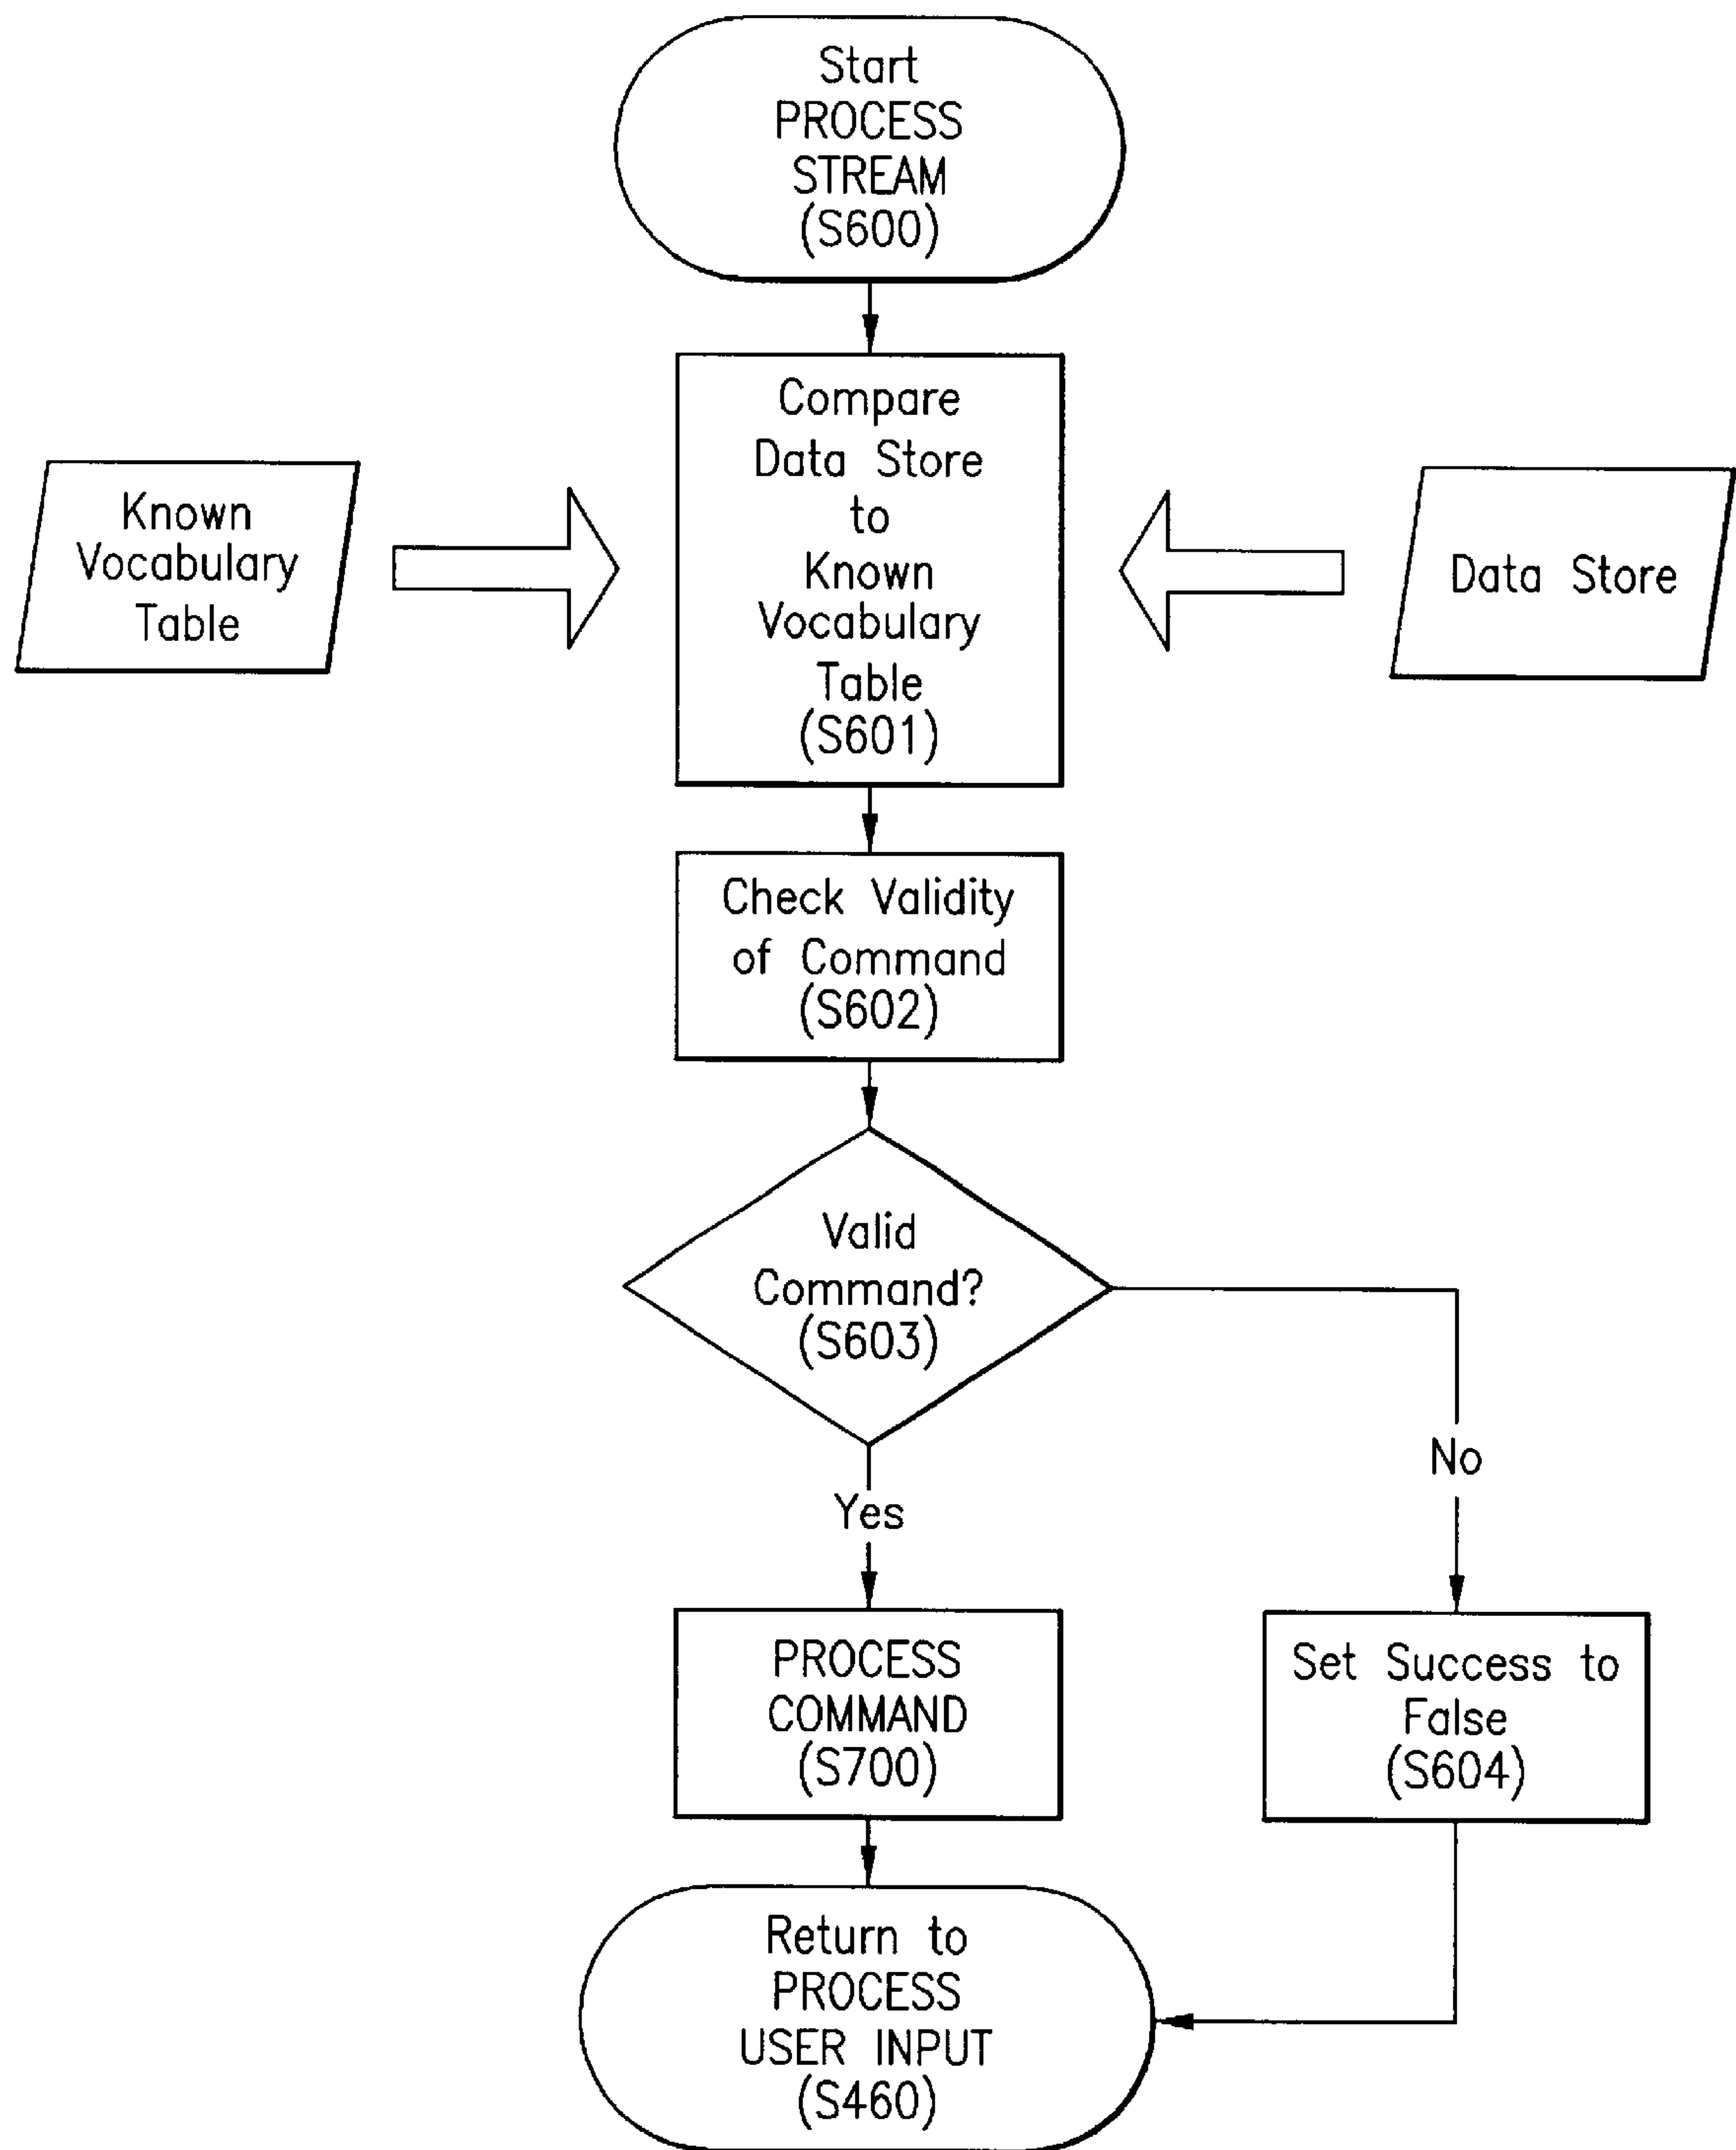 Start
PROCESS
STREAM
(S600)
Compare
Data Store
to
Known
Vocabulary
Table
(S601)
Known
Vocabulary
Table
Data Store
Check Validity
of Command
(S602)
Valid
Command?
(S603)
Yes
No
PROCESS
COMMAND
(S700)
Set Success to
False
(S604)
Return to
PROCESS
USER INPUT
(S460)